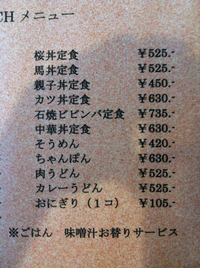 CH メニュー
桜丼定食 ￥525.-
馬丼定食 ￥525.-
親子丼定食 ￥450.-
カツ丼定食 ￥630.-
石焼ビビンバ定食 ￥735.-
中華丼定食 ￥630.-
そうめん ￥420.-
ちゃんぽん ￥630.-
肉うどん ￥525.-
カレーうどん ￥525.-
おにぎり（１コ） ￥105.-
※ごはん 味噌汁お替りサービス